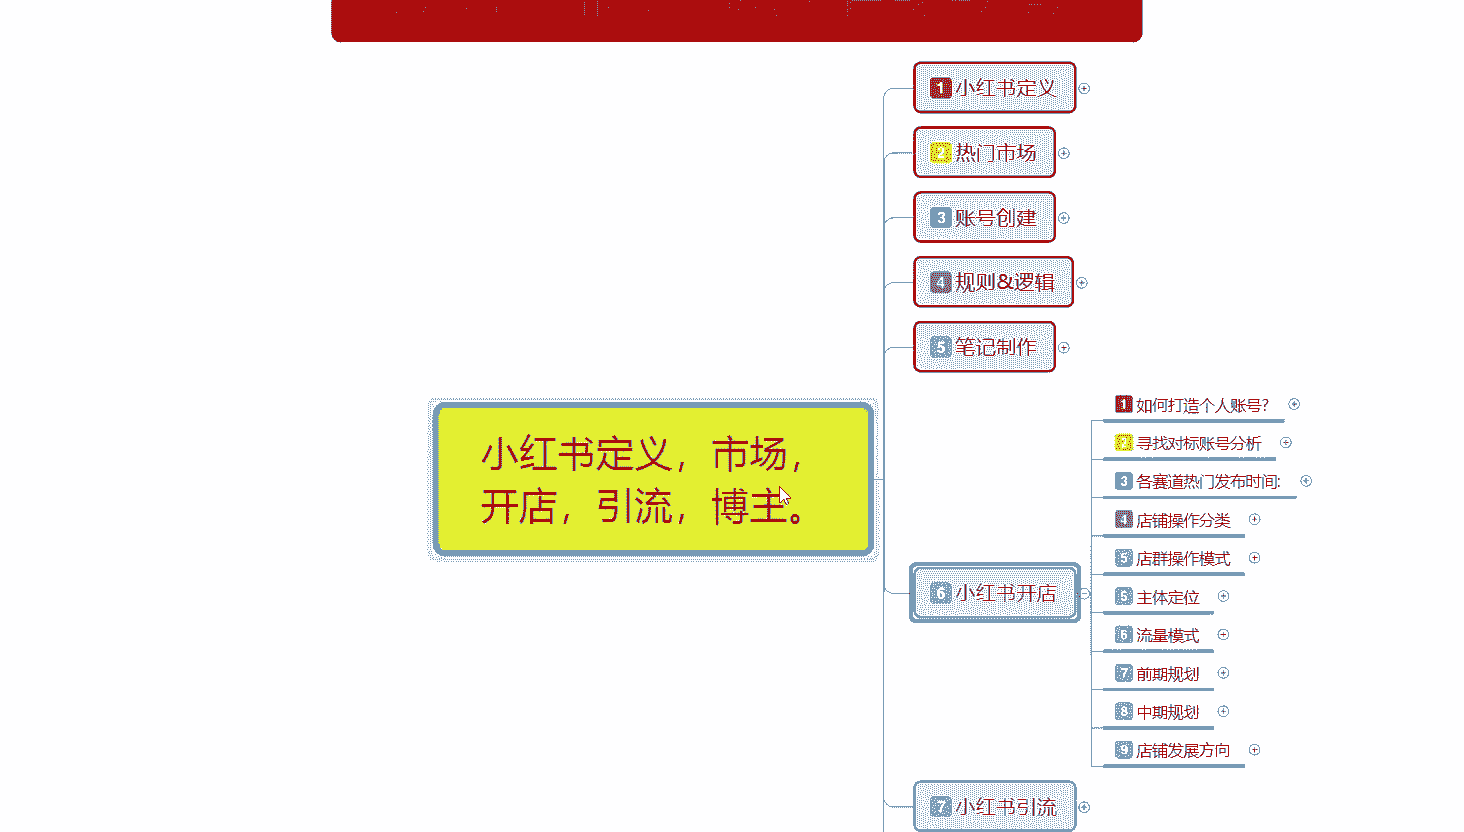 1 小红书定义
2 热门市场
3 账号创建
4 规则&逻辑
5 笔记制作
小红书定义，市场，
开店，引流，博主。
6 小红书开店
1 如何打造个人账号?
2 寻找对标账号分析
3 各赛道热门发布时间:
4 店铺操作分类
5 店群操作模式
5 主体定位
6 流量模式
7 前期规划
8 中期规划
9 店铺发展方向
7 小红书引流